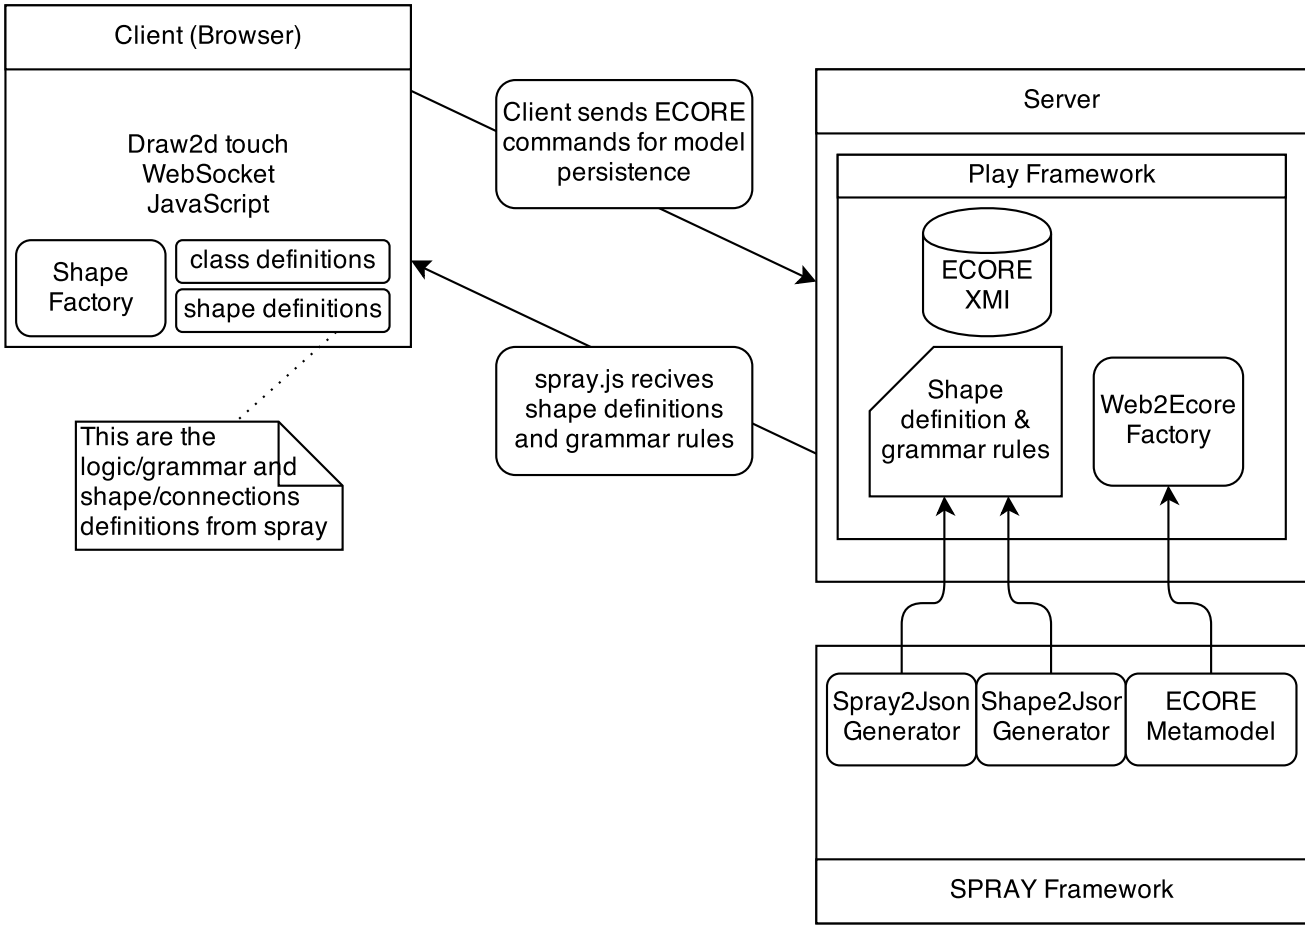 Client (Browser)
Draw2d touch
WebSocket
JavaScript
Shape
Factory
class definitions
shape definitions
This are the
logic/grammar and
shape/connections
definitions from spray
Client sends ECORE
commands for model
persistence
spray.js recives
shape definitions
and grammar rules
Server
Play Framework
ECORE
XMI
Shape
definition &
grammar rules
Web2Ecore
Factory
Spray2Json
Generator
Shape2Json
Generator
ECORE
Metamodel
SPRAY Framework